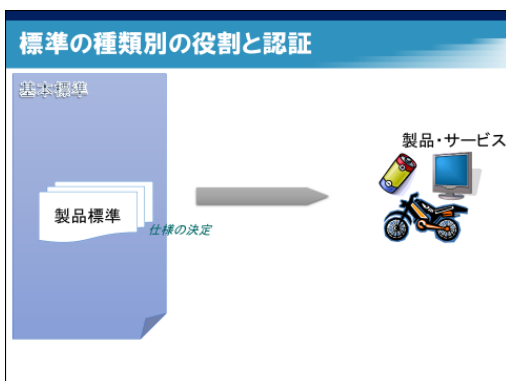 標準の種類別の役割と認証
基本標準
製品・サービス
製品標準
仕様の決定